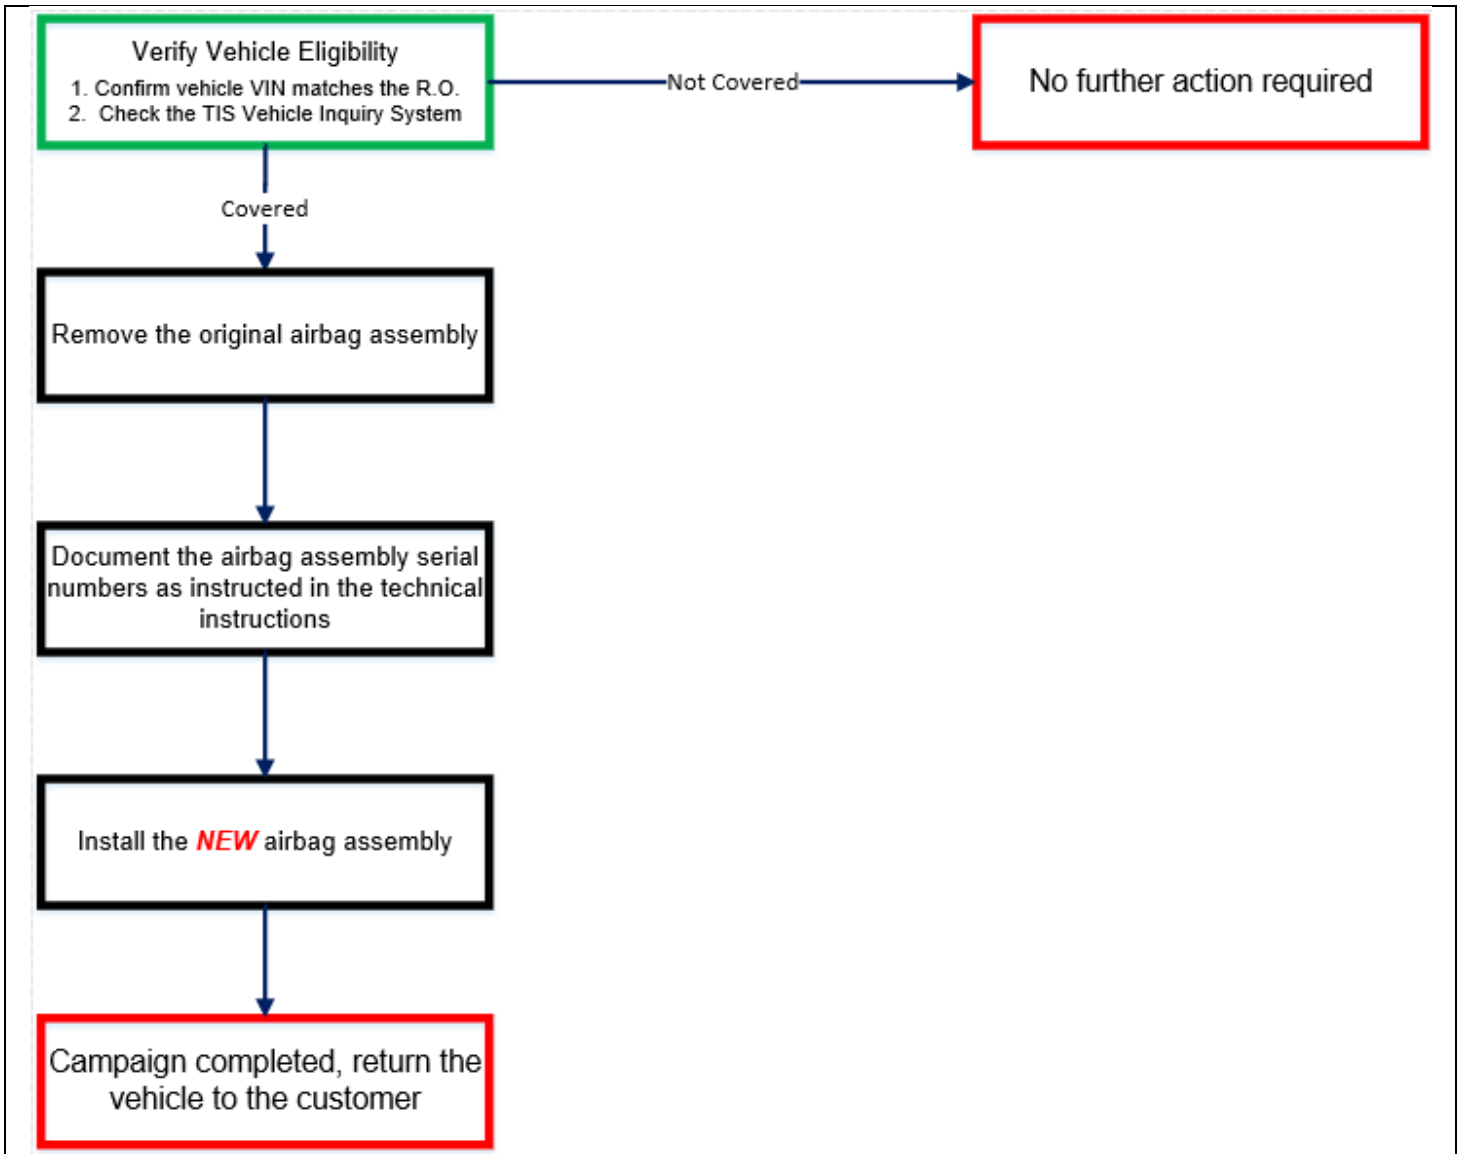 Verify Vehicle Eligibility
1. Confirm vehicle VIN matches the R.O.
2. Check the TIS Vehicle Inquiry System
Not Covered
No further action required
Covered
Remove the original airbag assembly
Document the airbag assembly serial
numbers as instructed in the technical
instructions
Install the NEW airbag assembly
Campaign completed, return the
vehicle to the customer